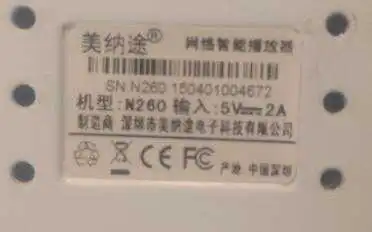 美纳途® 网络智能播放器
SN:N260 150401004672
机型:N260 输入:5V⎓2A
制造商 深圳市美纳途电子科技有限公司
CE FC 产地 中国深圳